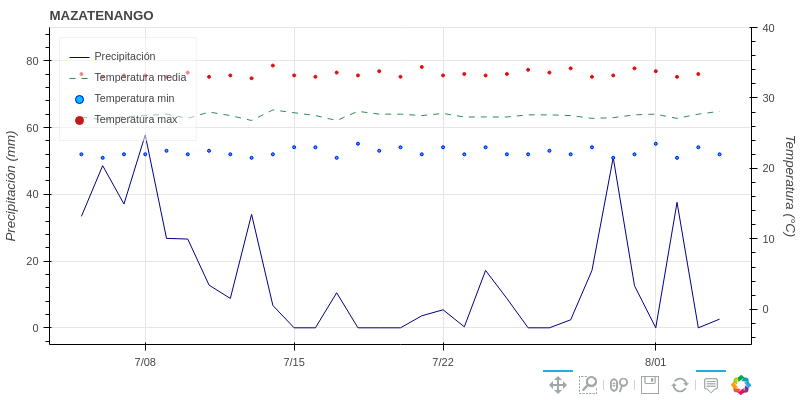 MAZATENANGO
Precipitación
Temperatura media
Temperatura min
Temperatura max
Precipitación (mm)
80
60
40
20
0
Temperatura (°C)
40
30
20
10
0
7/08
7/15
7/22
8/01